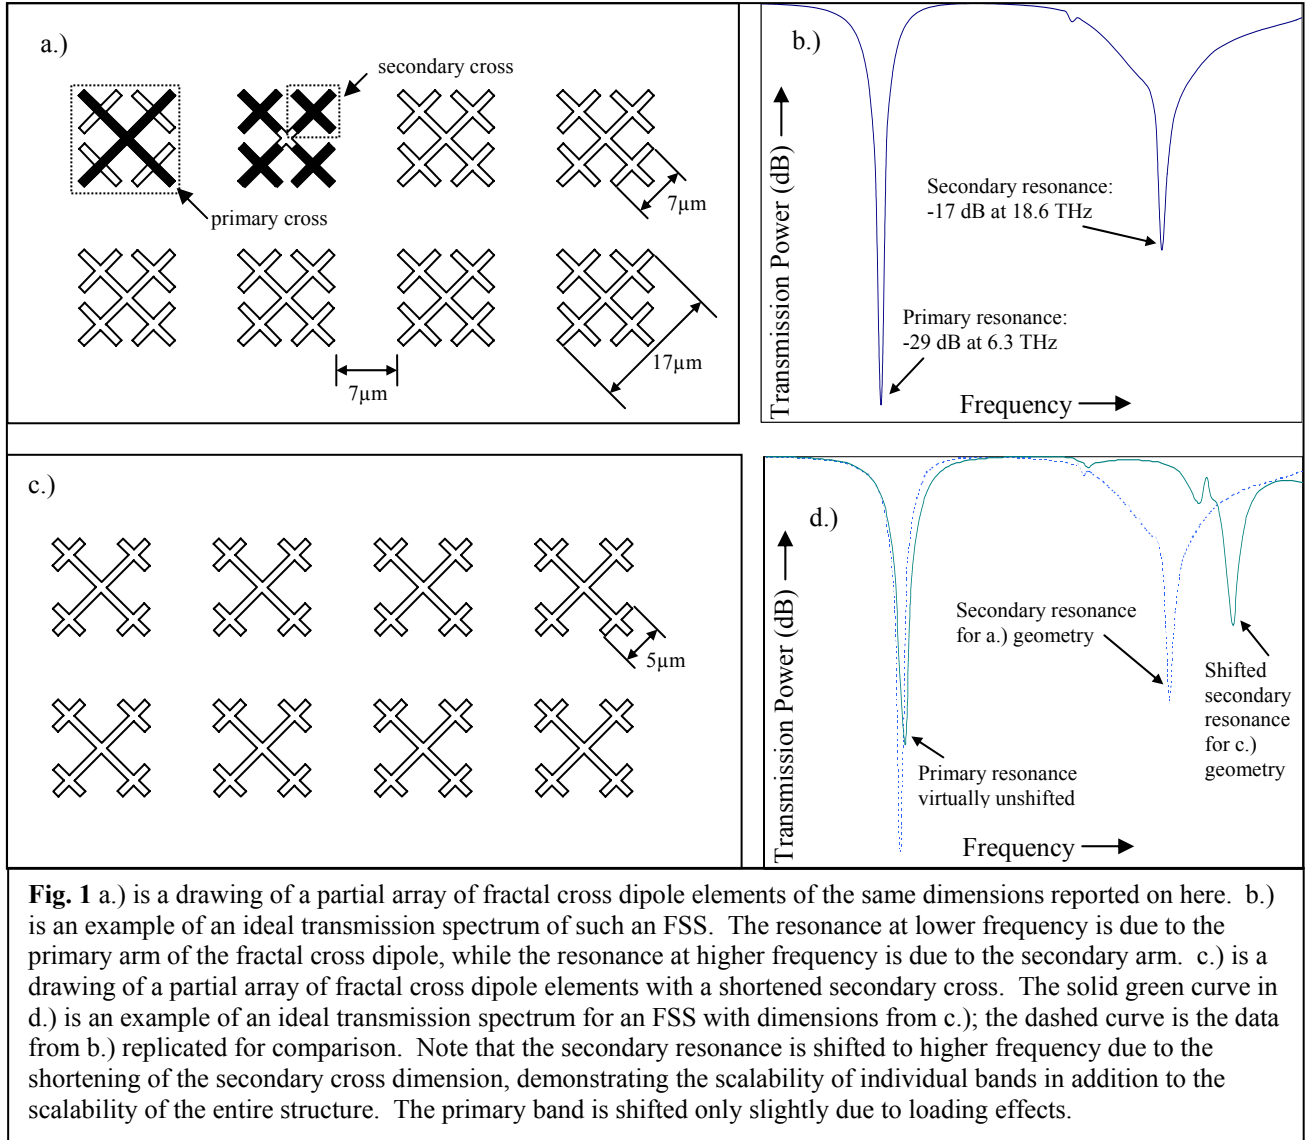 a.)
secondary cross
primary cross
7µm
7µm
17µm
b.)
Transmission Power (dB)
Secondary resonance:
-17 dB at 18.6 THz
Primary resonance:
-29 dB at 6.3 THz
Frequency
c.)
5µm
d.)
Transmission Power (dB)
Secondary resonance
for a.) geometry
Shifted
secondary
resonance
for c.)
geometry
Primary resonance
virtually unshifted
Frequency
Fig. 1 a.) is a drawing of a partial array of fractal cross dipole elements of the same dimensions reported on here. b.)
is an example of an ideal transmission spectrum of such an FSS. The resonance at lower frequency is due to the
primary arm of the fractal cross dipole, while the resonance at higher frequency is due to the secondary arm. c.) is a
drawing of a partial array of fractal cross dipole elements with a shortened secondary cross. The solid green curve in
d.) is an example of an ideal transmission spectrum for an FSS with dimensions from c.); the dashed curve is the data
from b.) replicated for comparison. Note that the secondary resonance is shifted to higher frequency due to the
shortening of the secondary cross dimension, demonstrating the scalability of individual bands in addition to the
scalability of the entire structure. The primary band is shifted only slightly due to loading effects.